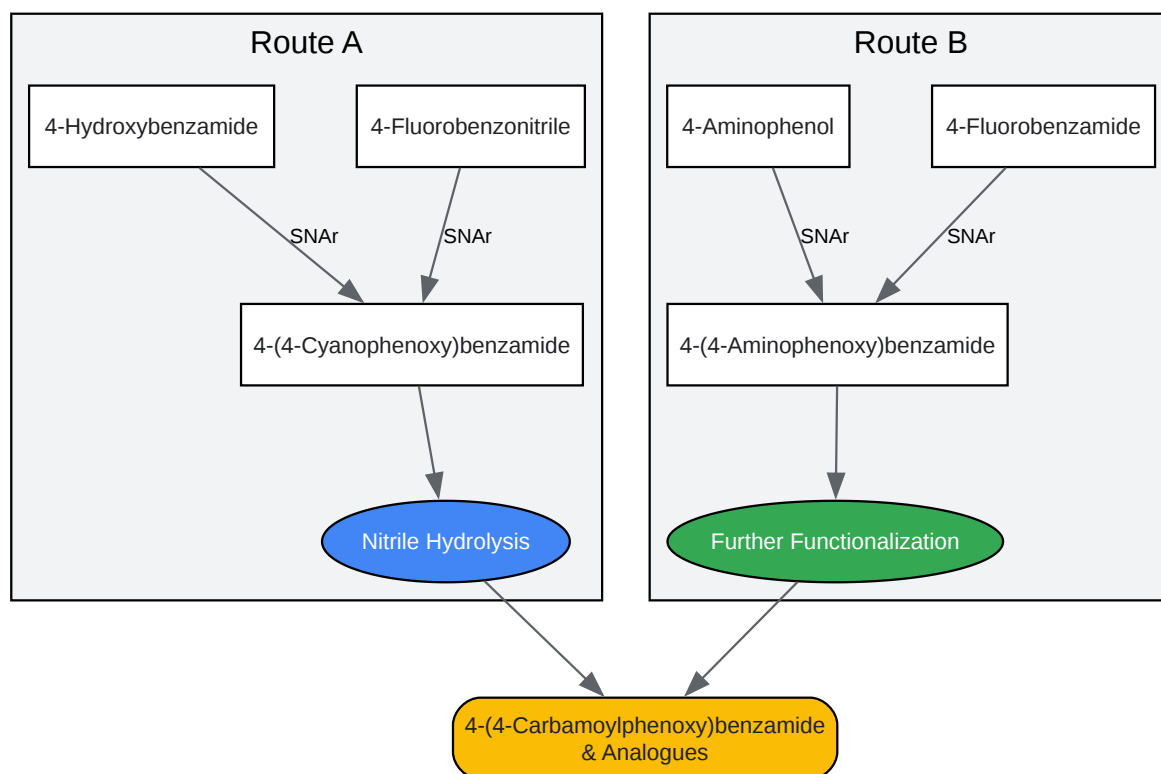 Route A
Route B
4-Hydroxybenzamide
4-Fluorobenzonitrile
4-Aminophenol
4-Fluorobenzamide
SNAr
SNAr
SNAr
SNAr
4-(4-Cyanophenoxy)benzamide
4-(4-Aminophenoxy)benzamide
Nitrile Hydrolysis
Further Functionalization
4-(4-Carbamoylphenoxy)benzamide
& Analogues